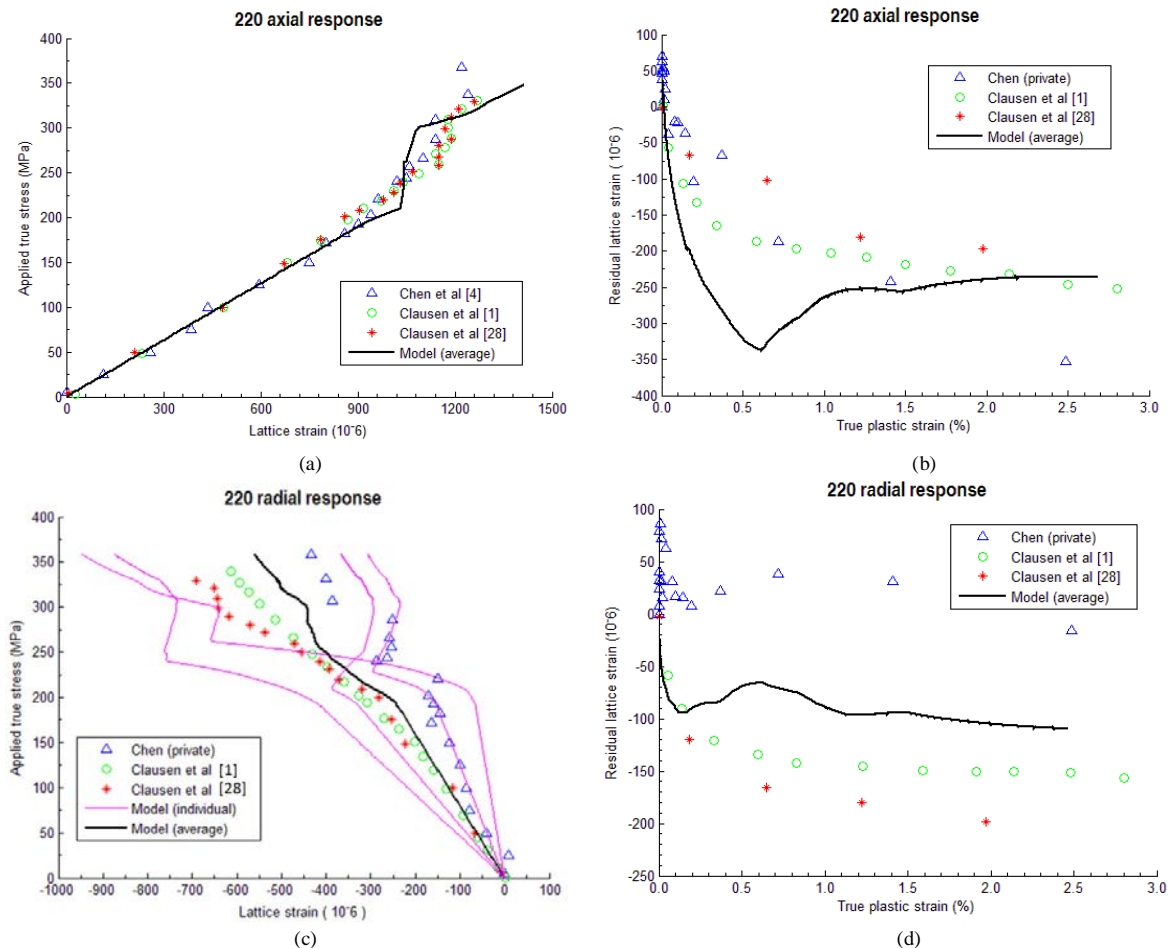 220 axial response
400
350
300
250
200
150
100
50
0
Applied true stress (MPa)
Chen et al [4]
Clausen et al [1]
Clausen et al [28]
Model (average)
0 300 600 900 1200 1500
Lattice strain (10⁻6)
(a)
220 axial response
100
50
0
-50
-100
-150
-200
-250
-300
-350
-400
Residual lattice strain ( 10⁻6)
Chen (private)
Clausen et al [1]
Clausen et al [28]
Model (average)
0.0 0.5 1.0 1.5 2.0 2.5 3.0
True plastic strain (%)
(b)
220 radial response
400
350
300
250
200
150
100
50
0
Applied true stress (MPa)
Chen (private)
Clausen et al [1]
Clausen et al [28]
Model (individual)
Model (average)
-1000 -900 -800 -700 -600 -500 -400 -300 -200 -100 0 100
Lattice strain ( 10⁻6 )
(c)
220 radial response
100
50
0
-50
-100
-150
-200
-250
Residual lattice strain (10⁻6)
Chen (private)
Clausen et al [1]
Clausen et al [28]
Model (average)
0.0 0.5 1.0 1.5 2.0 2.5 3.0
True plastic strain (%)
(d)